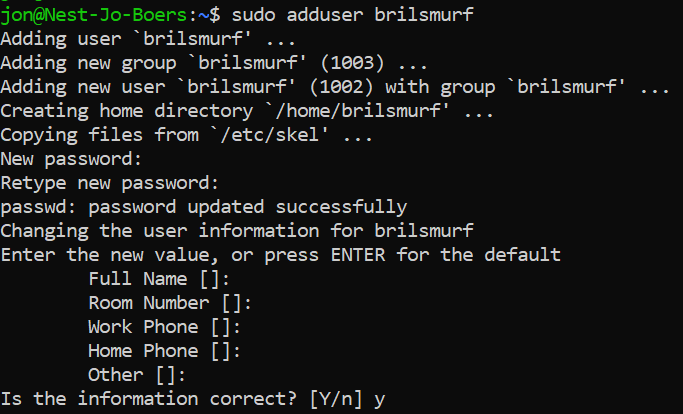 jon@Nest-Jo-Boers:~$ sudo adduser brilsmurf
Adding user `brilsmurf' ...
Adding new group `brilsmurf' (1003) ...
Adding new user `brilsmurf' (1002) with group `brilsmurf' ...
Creating home directory `/home/brilsmurf' ...
Copying files from `/etc/skel' ...
New password:
Retype new password:
passwd: password updated successfully
Changing the user information for brilsmurf
Enter the new value, or press ENTER for the default
        Full Name []:
        Room Number []:
        Work Phone []:
        Home Phone []:
        Other []:
Is the information correct? [Y/n] y